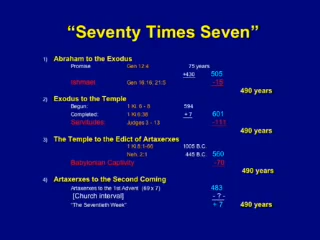 “Seventy Times Seven”
1) Abraham to the Exodus
Promise Gen 12:4 75 years
+430 505
Ishmael Gen 16:16; 21:5 -15
490 years
2) Exodus to the Temple
Begun: 1 Ki 6 - 8 594
Completed: 1 Ki 6:38 + 7 601
Servitudes: Judges 3 - 13 -111
490 years
3) The Temple to the Edict of Artaxerxes
1 Ki 8:1-66 1005 B.C.
Neh. 2:1 445 B.C. 560
Babylonian Captivity -70
490 years
4) Artaxerxes to the Second Coming
Artaxerxes to the 1st Advent (69 x 7) 483
[Church interval] - ? -
“The Seventieth Week” + 7 490 years